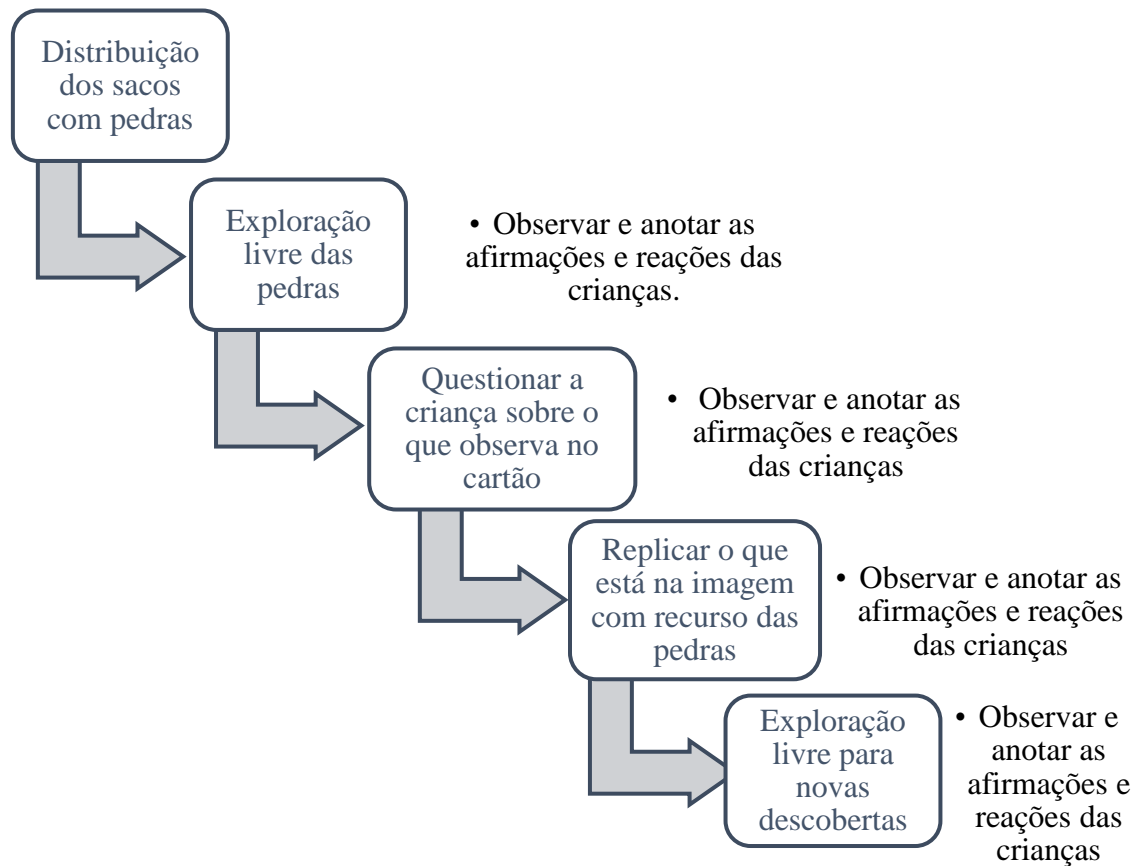 Distribuição
dos sacos
com pedras
Exploração
livre das
pedras
• Observar e anotar as
afirmações e reações das
crianças.
Questionar a
criança sobre o
que observa no
cartão
• Observar e anotar as
afirmações e reações
das crianças
Replicar o que
está na imagem
com recurso das
pedras
• Observar e anotar as
afirmações e reações
das crianças
Exploração
livre para
novas
descobertas
• Observar e
anotar as
afirmações e
reações das
crianças